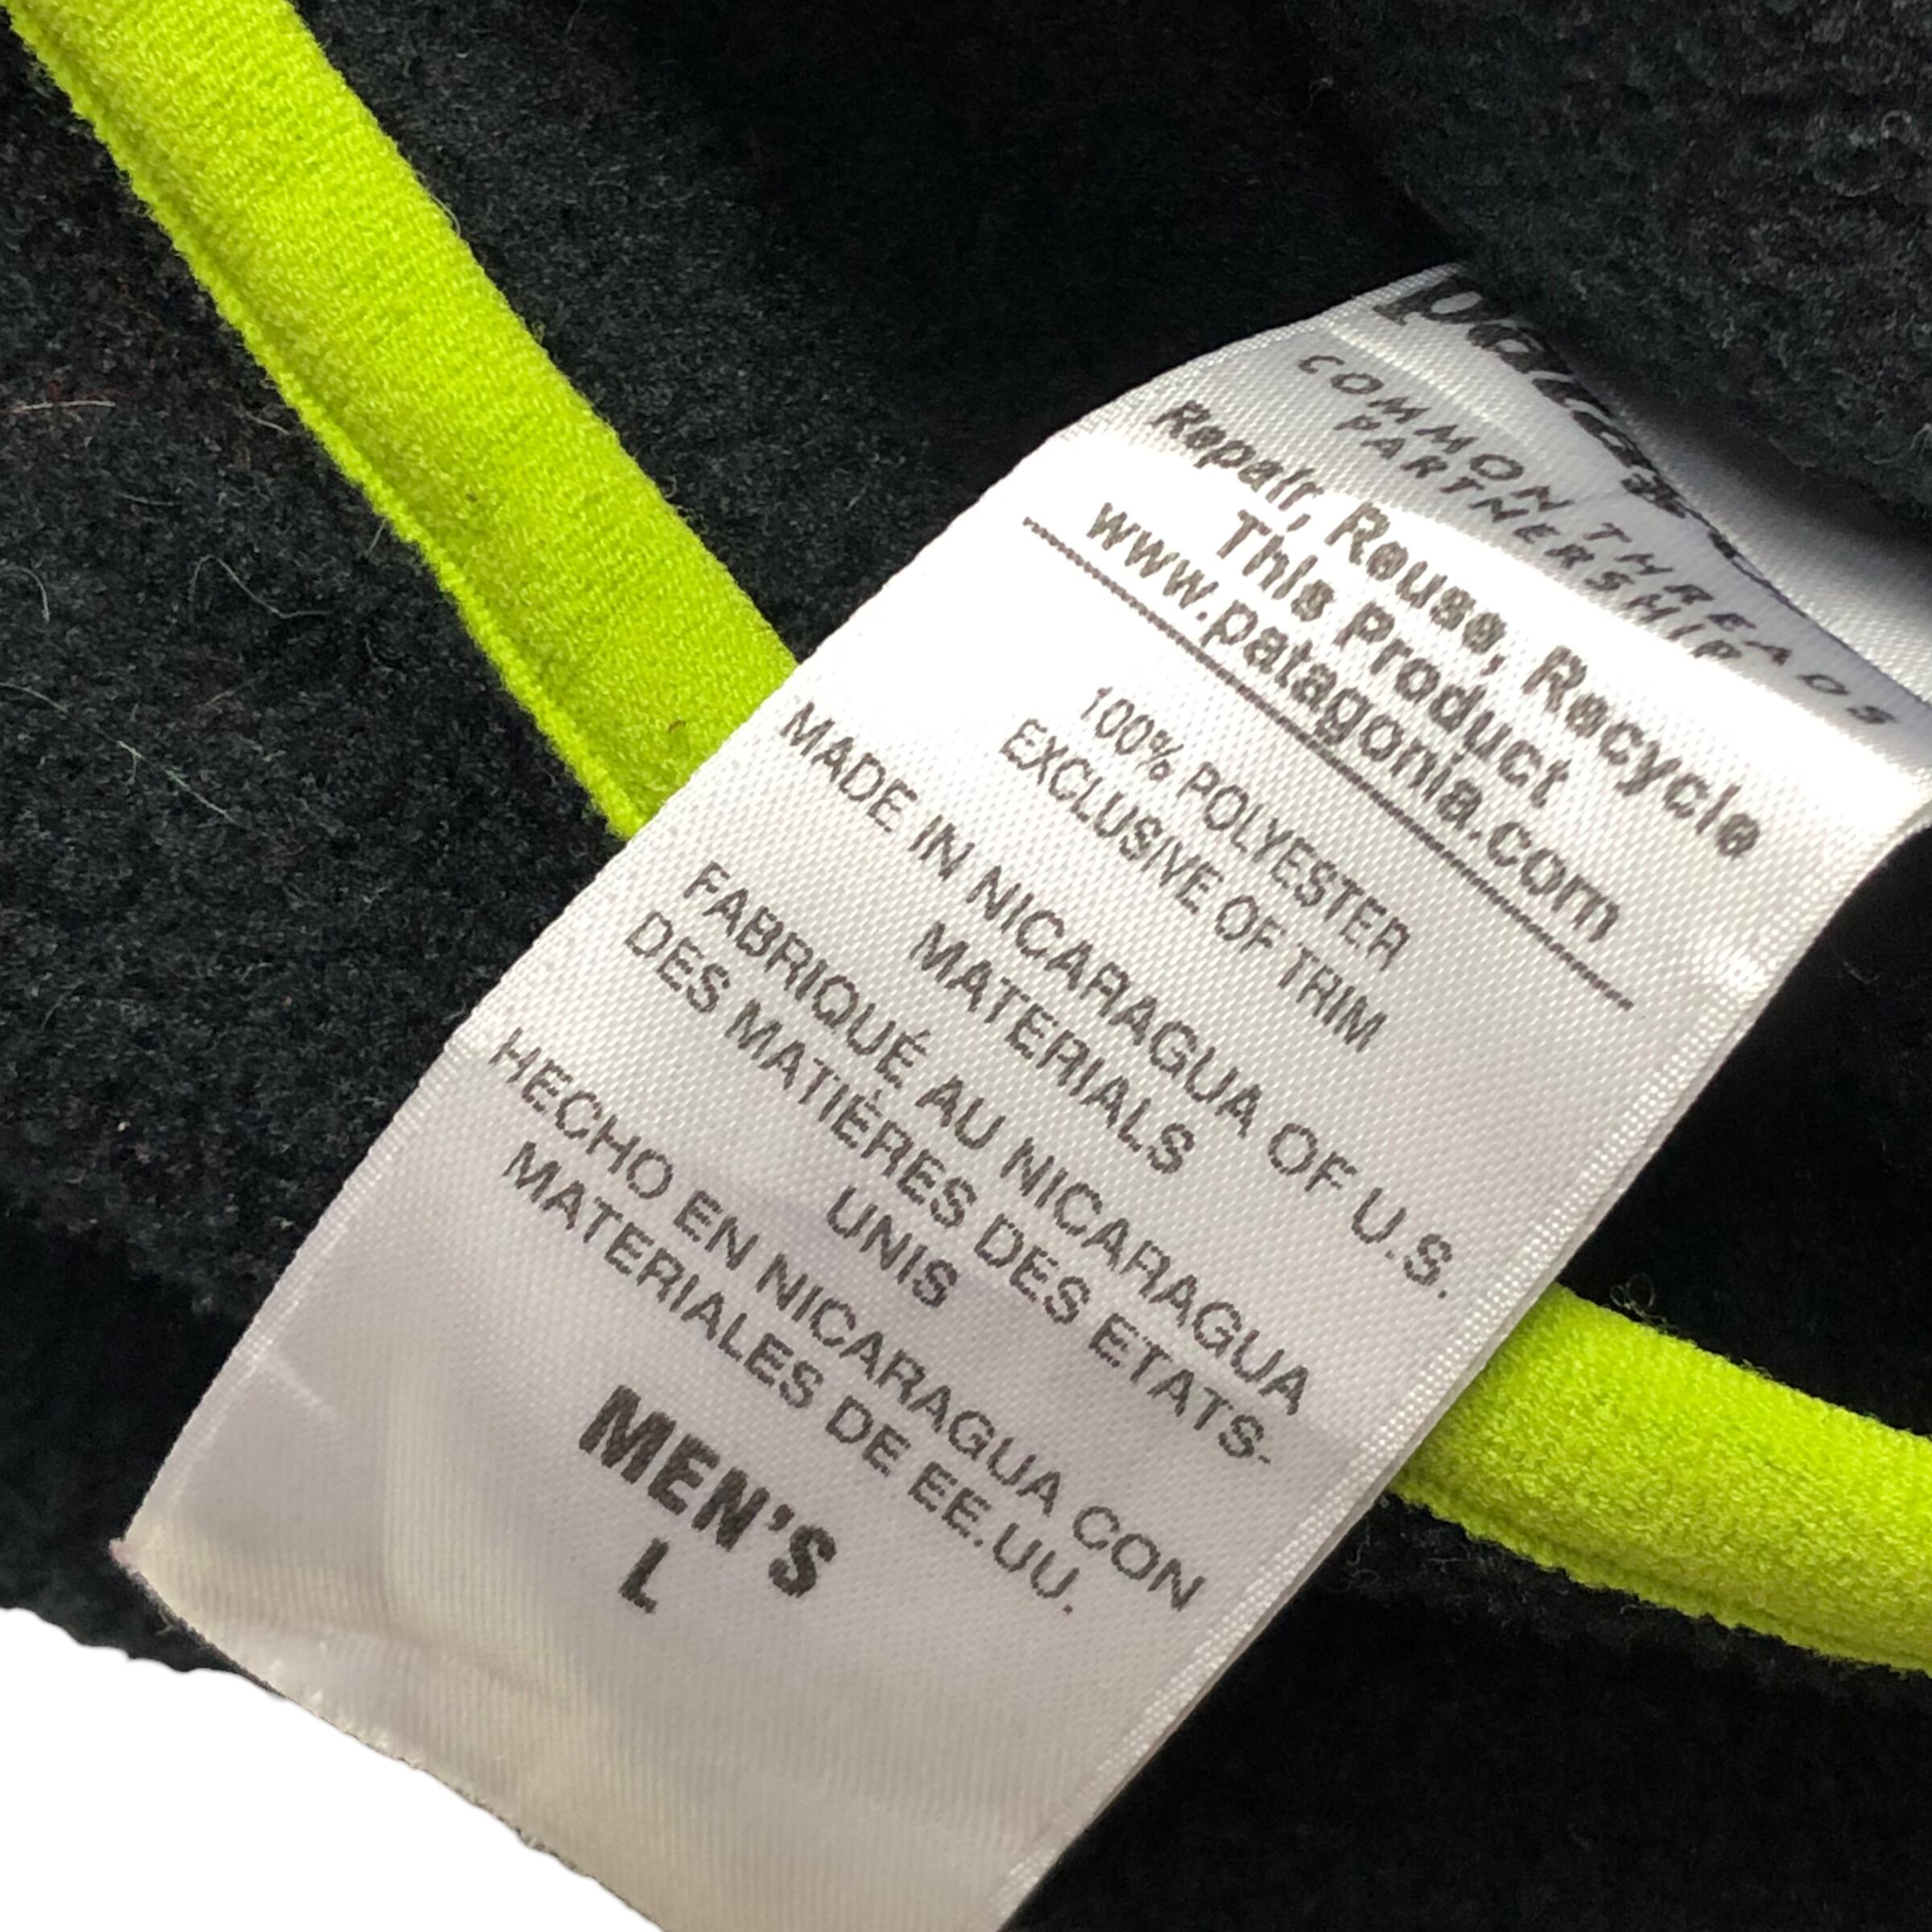 COMMON THREADS
PARTNERSHIP
Repair, Reuse, Recycle
This Product
www.patagonia.com
100% POLYESTER
EXCLUSIVE OF TRIM
MADE IN NICARAGUA OF U.S.
MATERIALS
FABRIQUÉ AU NICARAGUA
DES MATIÈRES DES ETATS-
UNIS
HECHO EN NICARAGUA CON
MATERIALES DE EE.UU.
MEN'S
L